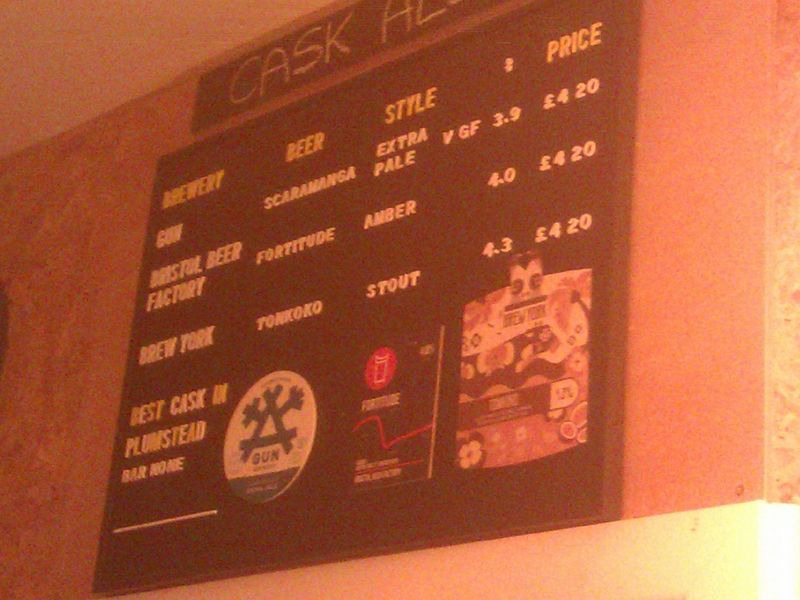 CASK AL
BREWERY BEER STYLE % PRICE
GUN SCARAMANGA EXTRA PALE V GF 3.9 £4 20
BRISTOL BEER FACTORY FORTITUDE AMBER 4.0 £4 20
BREW YORK TONKOKO STOUT 4.3 £4 20
BEST CASK IN
PLUMSTEAD
BAR NONE
GUN
FORTITUDE
BREW YORK